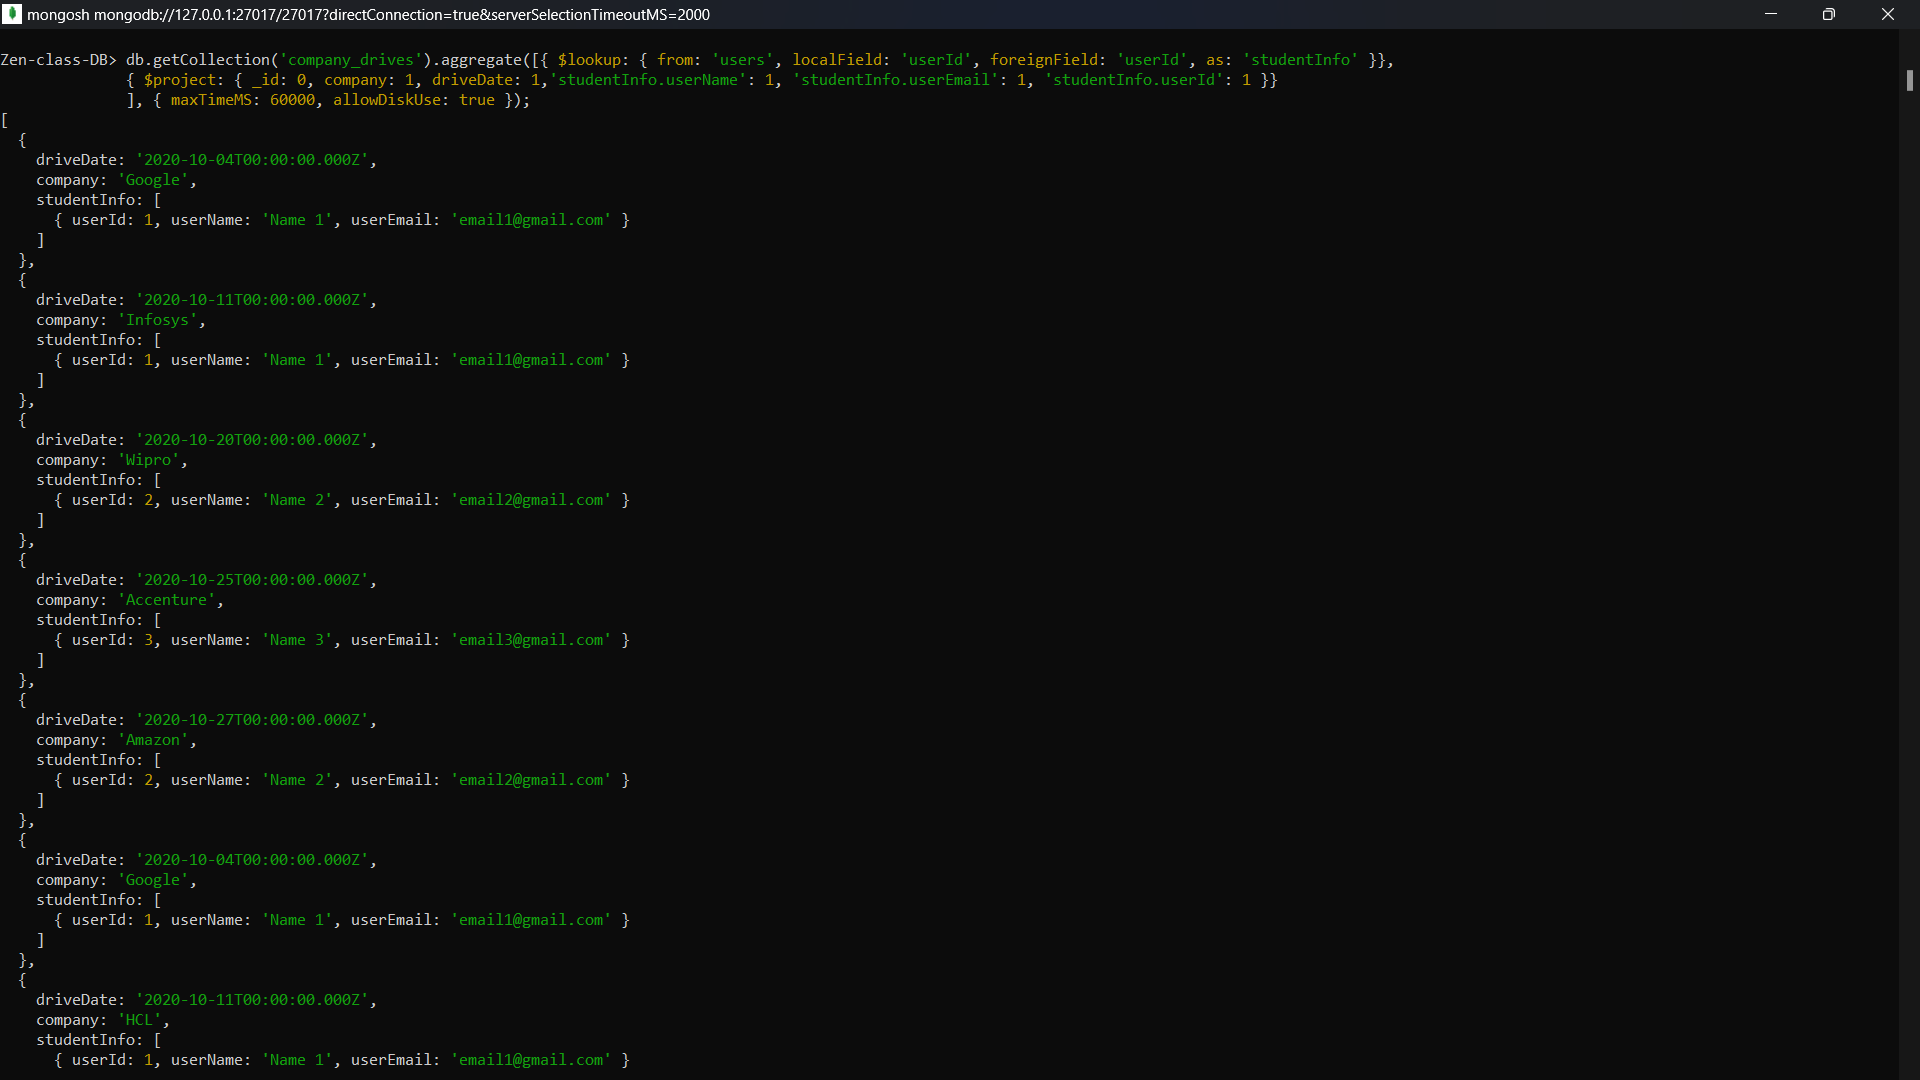 mongosh mongodb://127.0.0.1:27017/27017?directConnection=true&serverSelectionTimeoutMS=2000
Zen-class-DB> db.getCollection('company_drives').aggregate([{ $lookup: { from: 'users', localField: 'userId', foreignField: 'userId', as: 'studentInfo' }},
{ $project: { _id: 0, company: 1, driveDate: 1,'studentInfo.userName': 1, 'studentInfo.userEmail': 1, 'studentInfo.userId': 1 }}
], { maxTimeMS: 60000, allowDiskUse: true });
[
  {
    driveDate: '2020-10-04T00:00:00.000Z',
    company: 'Google',
    studentInfo: [
      { userId: 1, userName: 'Name 1', userEmail: 'email1@gmail.com' }
    ]
  },
  {
    driveDate: '2020-10-11T00:00:00.000Z',
    company: 'Infosys',
    studentInfo: [
      { userId: 1, userName: 'Name 1', userEmail: 'email1@gmail.com' }
    ]
  },
  {
    driveDate: '2020-10-20T00:00:00.000Z',
    company: 'Wipro',
    studentInfo: [
      { userId: 2, userName: 'Name 2', userEmail: 'email2@gmail.com' }
    ]
  },
  {
    driveDate: '2020-10-25T00:00:00.000Z',
    company: 'Accenture',
    studentInfo: [
      { userId: 3, userName: 'Name 3', userEmail: 'email3@gmail.com' }
    ]
  },
  {
    driveDate: '2020-10-27T00:00:00.000Z',
    company: 'Amazon',
    studentInfo: [
      { userId: 2, userName: 'Name 2', userEmail: 'email2@gmail.com' }
    ]
  },
  {
    driveDate: '2020-10-04T00:00:00.000Z',
    company: 'Google',
    studentInfo: [
      { userId: 1, userName: 'Name 1', userEmail: 'email1@gmail.com' }
    ]
  },
  {
    driveDate: '2020-10-11T00:00:00.000Z',
    company: 'HCL',
    studentInfo: [
      { userId: 1, userName: 'Name 1', userEmail: 'email1@gmail.com' }